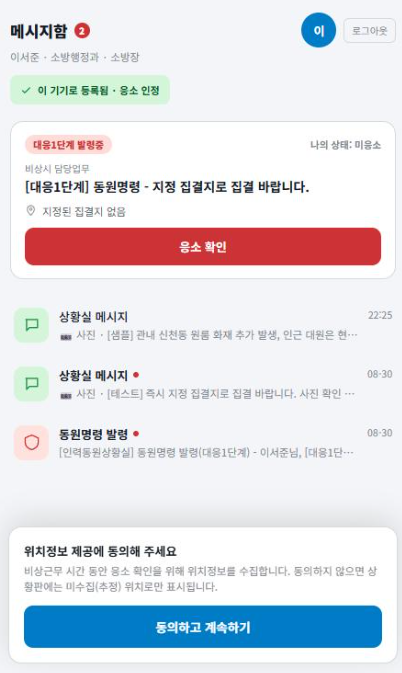 메시지함 2
이 로그아웃
이서준 · 소방행정과 · 소방장
이 기기로 등록됨 · 응소 인정
대응1단계 발령중 나의 상태: 미응소
비상시 담당업무
[대응1단계] 동원명령 - 지정 집결지로 집결 바랍니다.
지정된 집결지 없음
응소 확인
상황실 메시지 22:25
사진 · [샘플] 관내 신천동 원룸 화재 추가 발생, 인근 대원은 현…
상황실 메시지 08-30
사진 · [테스트] 즉시 지정 집결지로 집결 바랍니다. 사진 확인 …
동원명령 발령 08-30
[인력동원상황실] 동원명령 발령(대응1단계) - 이서준님, [대응1단…
위치정보 제공에 동의해 주세요
비상근무 시간 동안 응소 확인을 위해 위치정보를 수집합니다. 동의하지 않으면 상
황판에는 미수집(추정) 위치로만 표시됩니다.
동의하고 계속하기